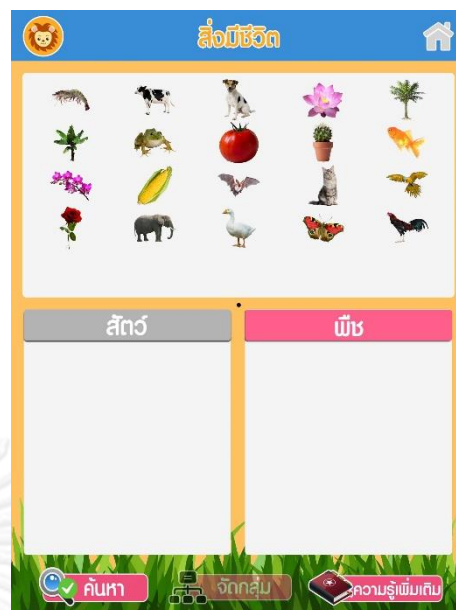 สิ่งมีชีวิต
สัตว์
พืช
ค้นหา
จัดกลุ่ม
ความรู้เพิ่มเติม